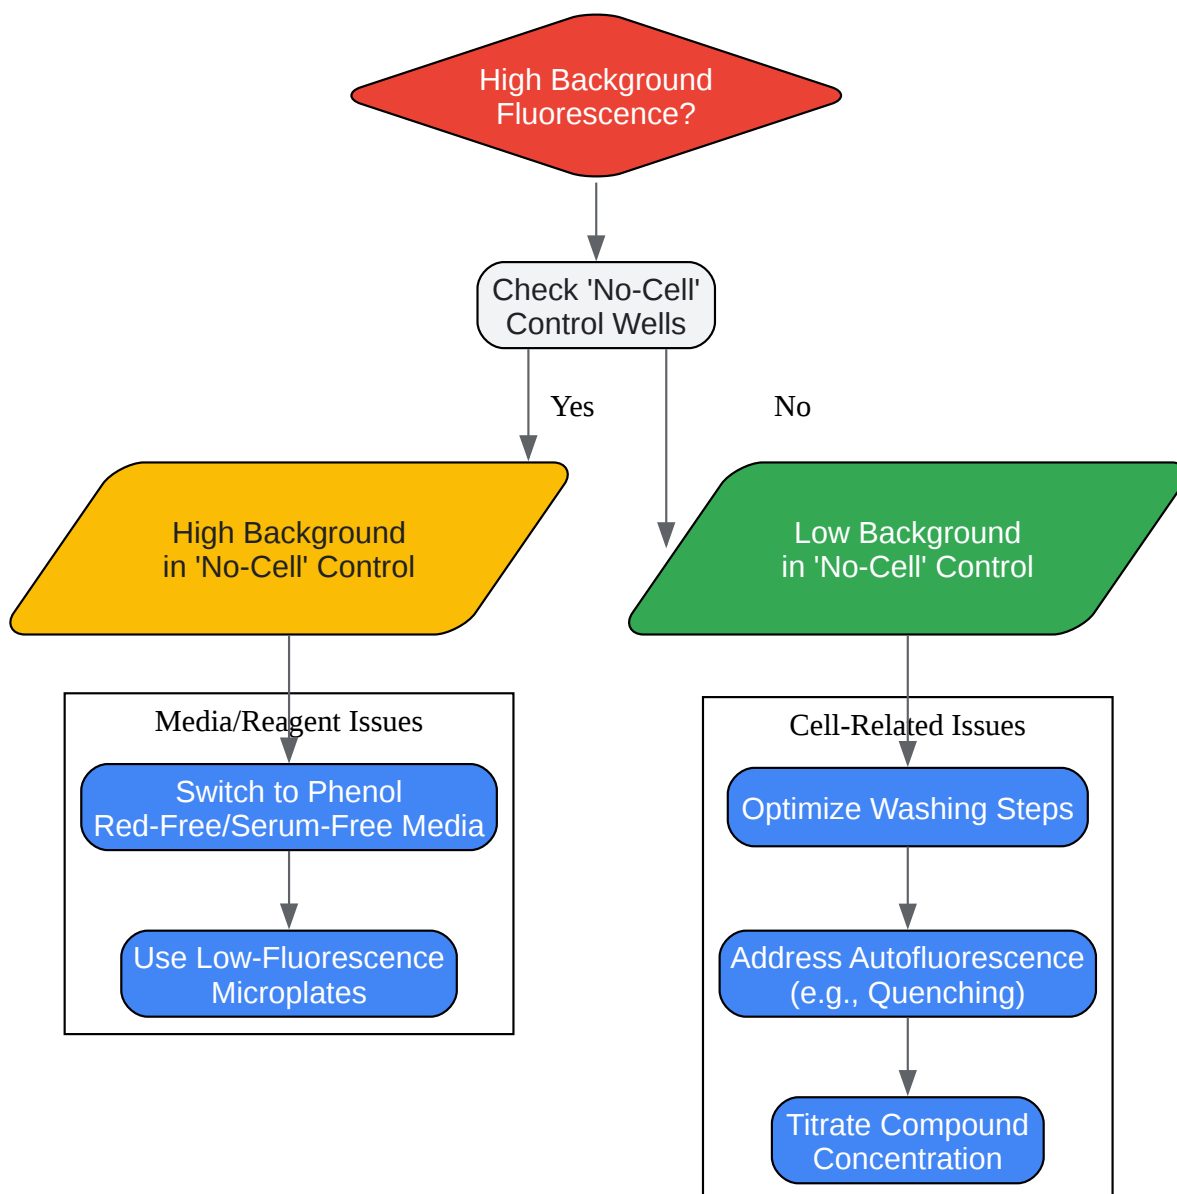 High Background
Fluorescence?
Check 'No-Cell'
Control Wells
Yes
No
High Background
in 'No-Cell' Control
Low Background
in 'No-Cell' Control
Media/Reagent Issues
Switch to Phenol
Red-Free/Serum-Free Media
Use Low-Fluorescence
Microplates
Cell-Related Issues
Optimize Washing Steps
Address Autofluorescence
(e.g., Quenching)
Titrate Compound
Concentration